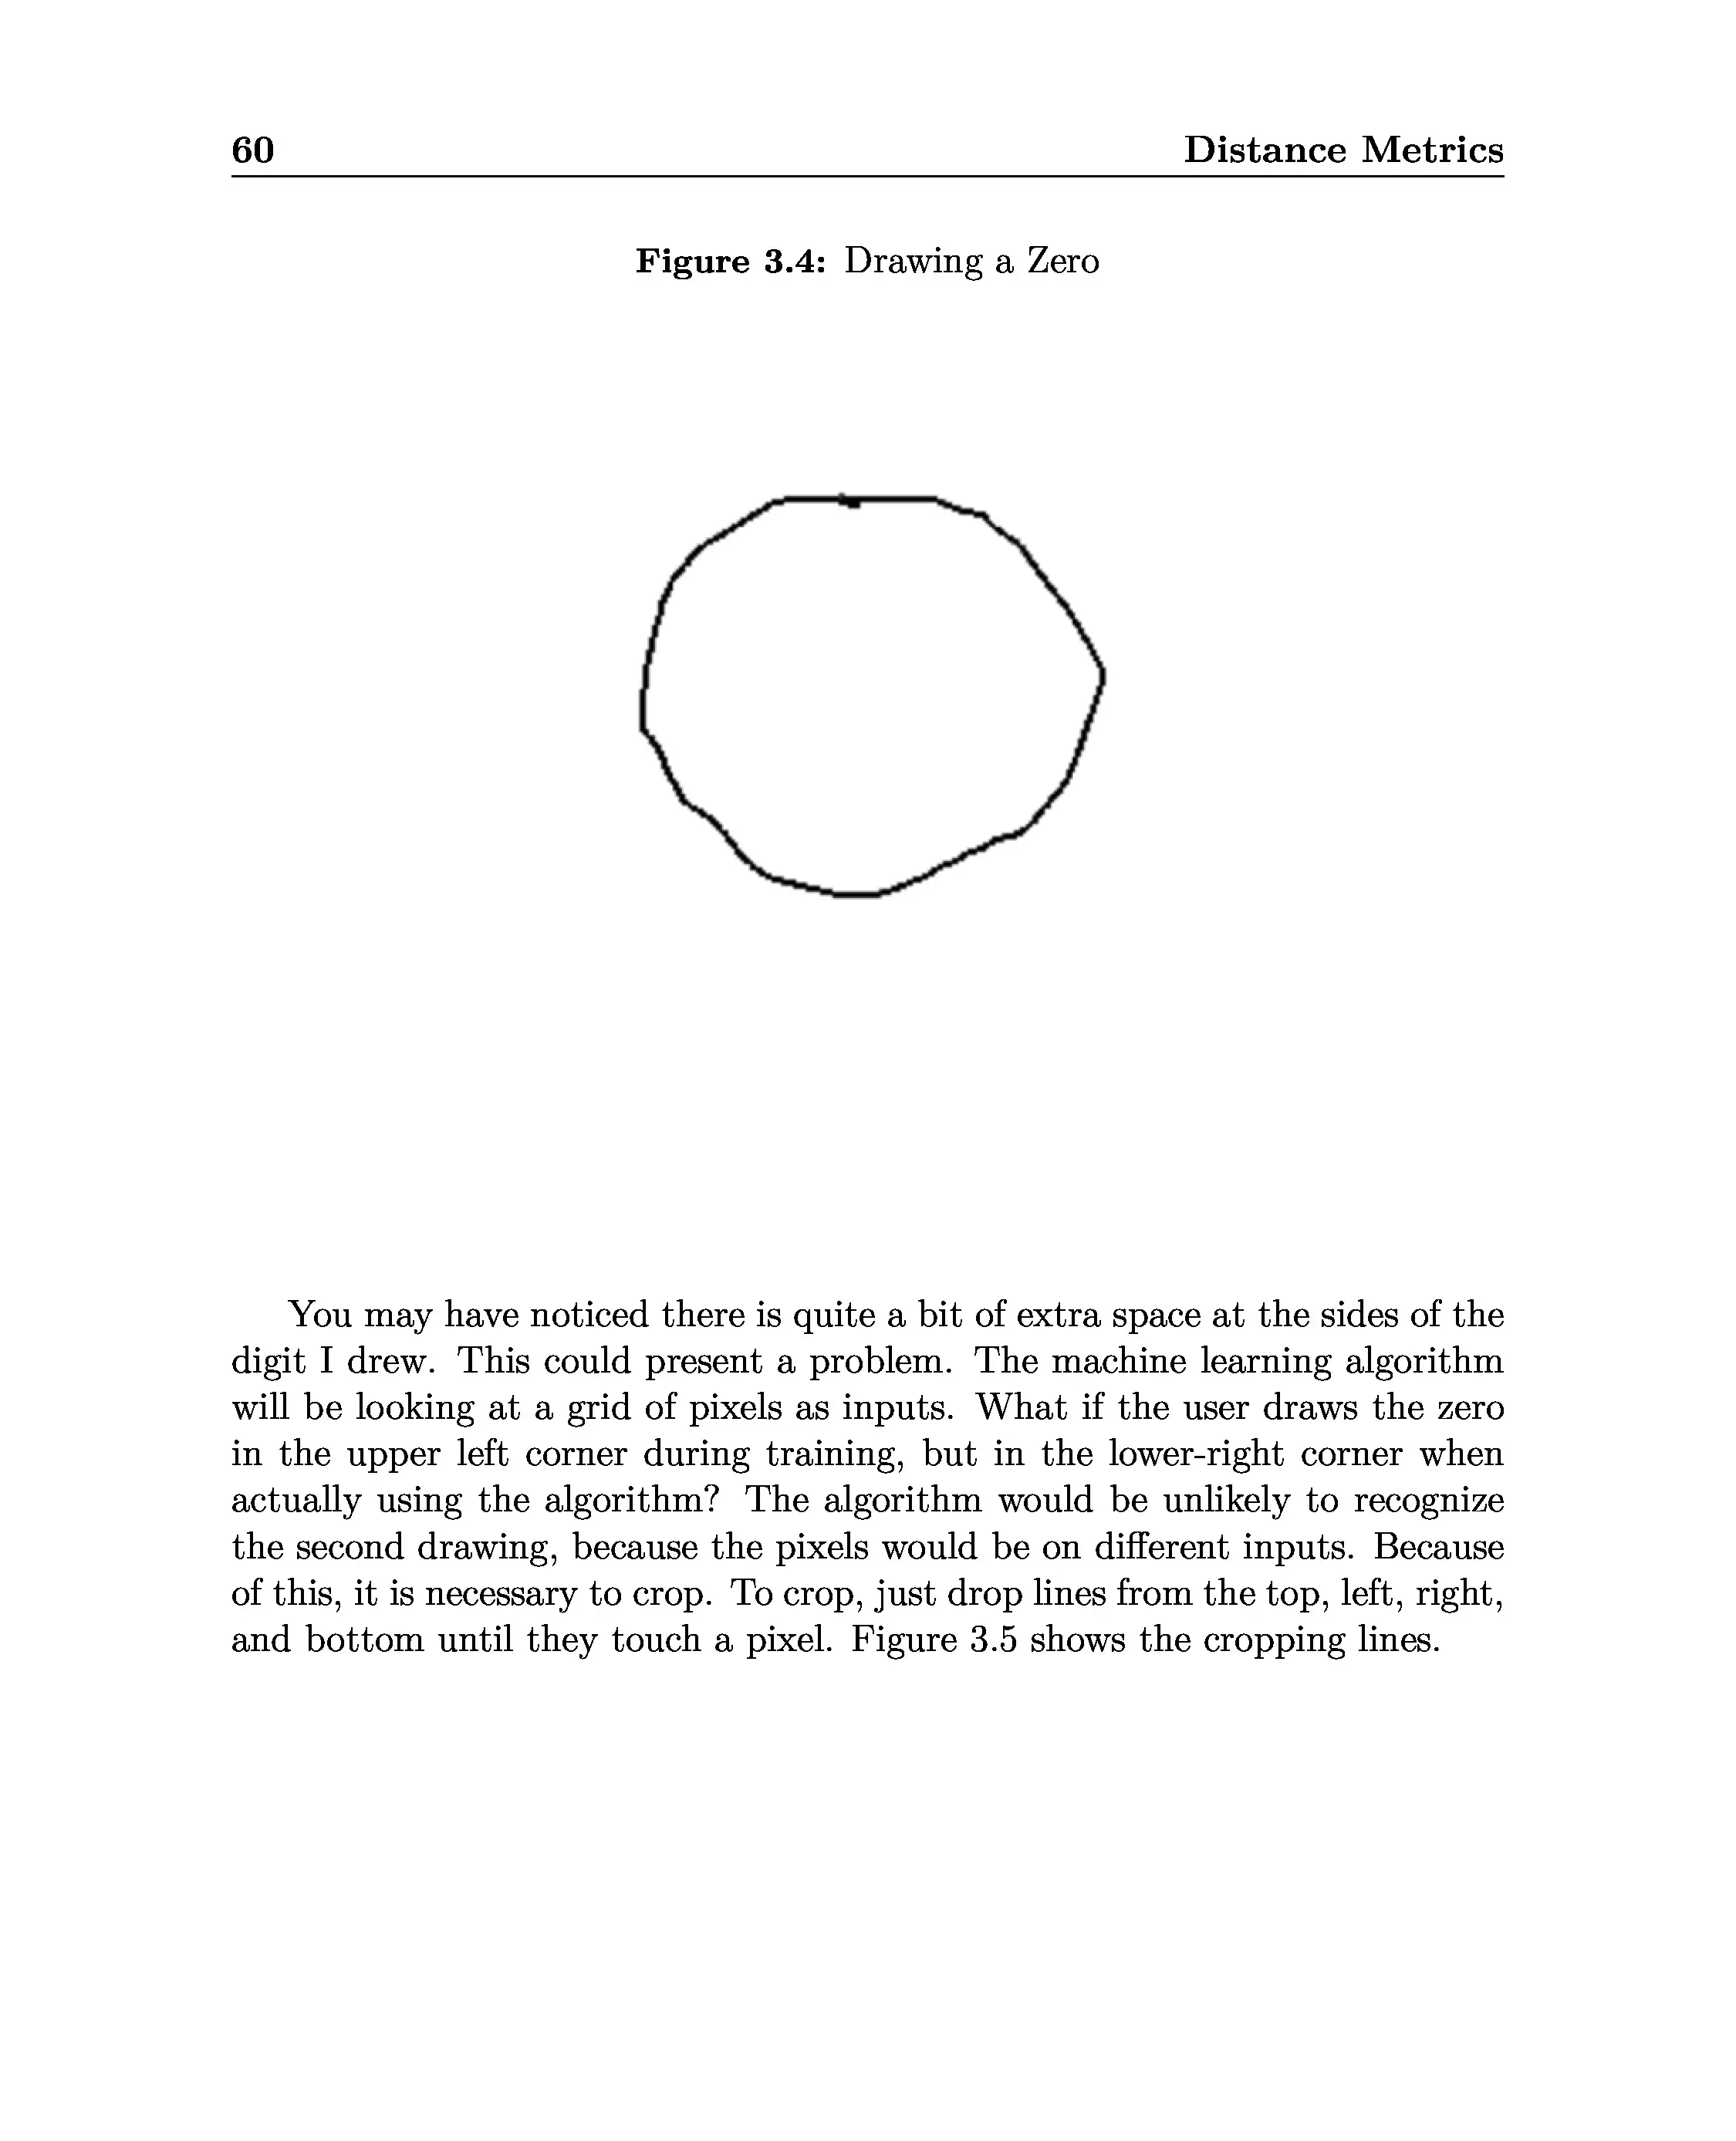 60 Distance Metrics
Figure 3.4: Drawing a Zero
You may have noticed there is quite a bit of extra space at the sides of the
digit I drew. This could present a problem. The machine learning algorithm
will be looking at a grid of pixels as inputs. What if the user draws the zero
in the upper left corner during training, but in the lower-right corner when
actually using the algorithm? The algorithm would be unlikely to recognize
the second drawing, because the pixels would be on different inputs. Because
of this, it is necessary to crop. To crop, just drop lines from the top, left, right,
and bottom until they touch a pixel. Figure 3.5 shows the cropping lines.